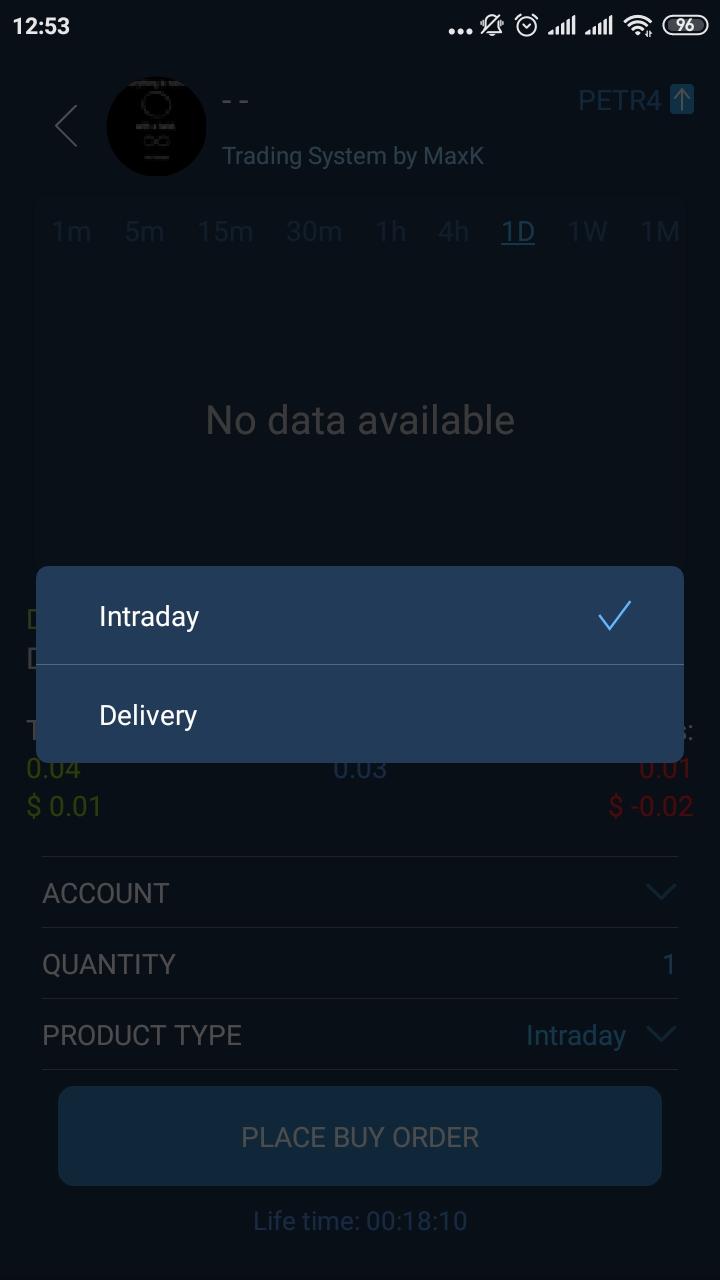 12:53
96
- -
PETR4
Trading System by MaxK
1m 5m 15m 30m 1h 4h 1D 1W 1M
No data available
Intraday
Delivery
0.04 0.03 0.01
$ 0.01 $ -0.02
ACCOUNT
QUANTITY 1
PRODUCT TYPE Intraday
PLACE BUY ORDER
Life time: 00:18:10